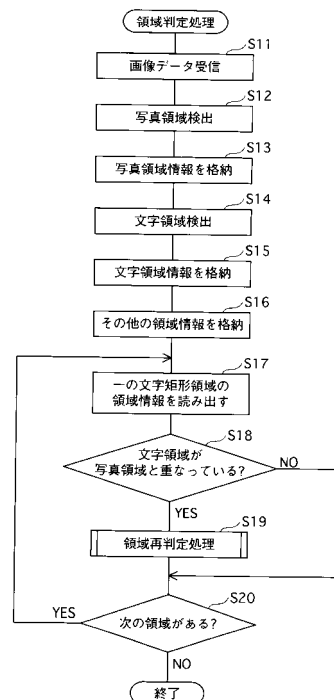 領域判定処理
S11
画像データ受信
S12
写真領域検出
S13
写真領域情報を格納
S14
文字領域検出
S15
文字領域情報を格納
S16
その他の領域情報を格納
S17
一の文字矩形領域の
領域情報を読み出す
S18
文字領域が
写真領域と重なっている?
NO
YES
S19
領域再判定処理
S20
YES
次の領域がある?
NO
終了